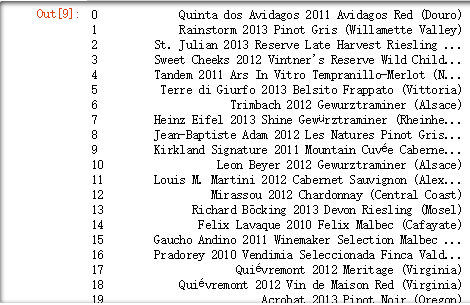 Out[9]: 0 Quinta dos Avidagos 2011 Avidagos Red (Douro)
1 Rainstorm 2013 Pinot Gris (Willamette Valley)
2 St. Julian 2013 Reserve Late Harvest Riesling ...
3 Sweet Cheeks 2012 Vintner's Reserve Wild Child...
4 Tandem 2011 Ars In Vitro Tempranillo-Merlot (N...
5 Terre di Giurfo 2013 Belsito Frappato (Vittoria)
6 Trimbach 2012 Gewurztraminer (Alsace)
7 Heinz Eifel 2013 Shine Gewürztraminer (Rheinhe...
8 Jean-Baptiste Adam 2012 Les Natures Pinot Gris...
9 Kirkland Signature 2011 Mountain Cuvée Caberne...
10 Leon Beyer 2012 Gewurztraminer (Alsace)
11 Louis M. Martini 2012 Cabernet Sauvignon (Alex...
12 Mirassou 2012 Chardonnay (Central Coast)
13 Richard Böcking 2013 Devon Riesling (Mosel)
14 Felix Lavaque 2010 Felix Malbec (Cafayate)
15 Gaucho Andino 2011 Winemaker Selection Malbec ...
16 Pradorey 2010 Vendimia Seleccionada Finca Vald...
17 Quiévremont 2012 Meritage (Virginia)
18 Quiévremont 2012 Vin de Maison Red (Virginia)
19 Acrobat 2013 Pinot Noir (Oregon)